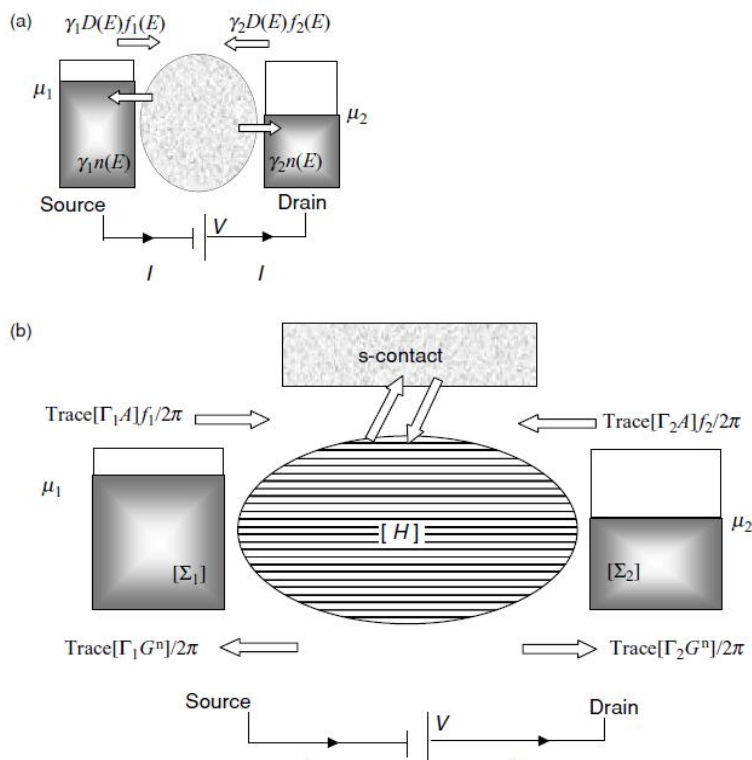 (a)
γ₁D(E)f₁(E)
γ₂D(E)f₂(E)
μ₁
μ₂
γ₁n(E)
γ₂n(E)
Source
Drain
V
I
I
(b)
s-contact
Trace[Γ₁A]f₁/2π
Trace[Γ₂A]f₂/2π
μ₁
μ₂
[H]
[Σ₁]
[Σ₂]
Trace[Γ₁Gⁿ]/2π
Trace[Γ₂Gⁿ]/2π
Source
Drain
V